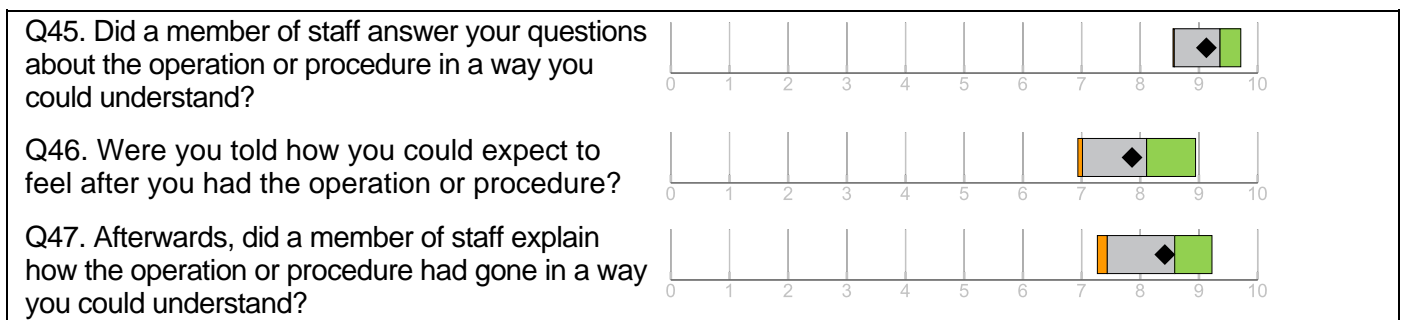 Q45. Did a member of staff answer your questions
about the operation or procedure in a way you
could understand?
0 1 2 3 4 5 6 7 8 9 10
Q46. Were you told how you could expect to
feel after you had the operation or procedure?
0 1 2 3 4 5 6 7 8 9 10
Q47. Afterwards, did a member of staff explain
how the operation or procedure had gone in a way
you could understand?
0 1 2 3 4 5 6 7 8 9 10